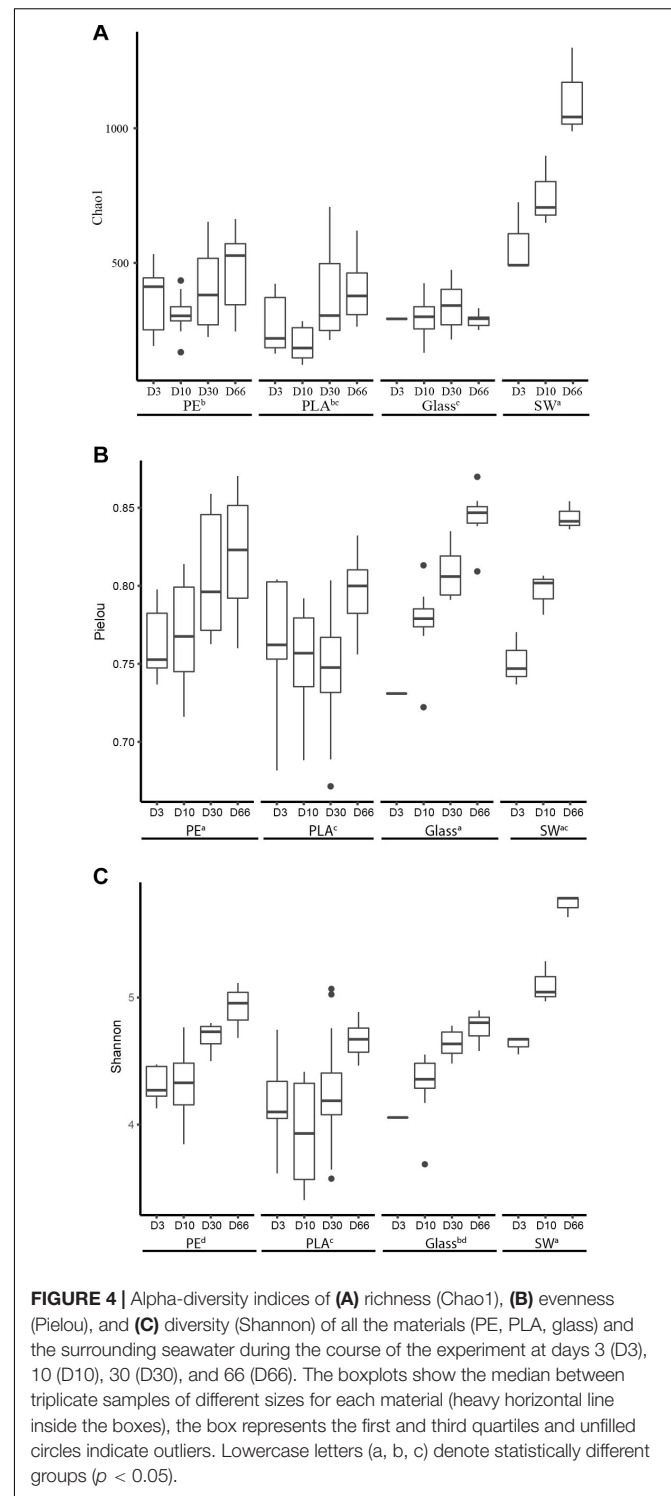 A
Chao1
1000
500
D3 D10 D30 D66 D3 D10 D30 D66 D3 D10 D30 D66 D3 D10 D66
PEᵇ PLAᵇᶜ Glassᶜ SWᵃ
B
Pielou
0.85
0.80
0.75
0.70
D3 D10 D30 D66 D3 D10 D30 D66 D3 D10 D30 D66 D3 D10 D66
PEᵃ PLAᶜ Glassᵃ SWᵃᶜ
C
Shannon
5
4
D3 D10 D30 D66 D3 D10 D30 D66 D3 D10 D30 D66 D3 D10 D66
PEᵈ PLAᶜ Glassᵇᵈ SWᵃ
FIGURE 4 | Alpha-diversity indices of (A) richness (Chao1), (B) evenness
(Pielou), and (C) diversity (Shannon) of all the materials (PE, PLA, glass) and
the surrounding seawater during the course of the experiment at days 3 (D3),
10 (D10), 30 (D30), and 66 (D66). The boxplots show the median between
triplicate samples of different sizes for each material (heavy horizontal line
inside the boxes), the box represents the first and third quartiles and unfilled
circles indicate outliers. Lowercase letters (a, b, c) denote statistically different
groups (p < 0.05).